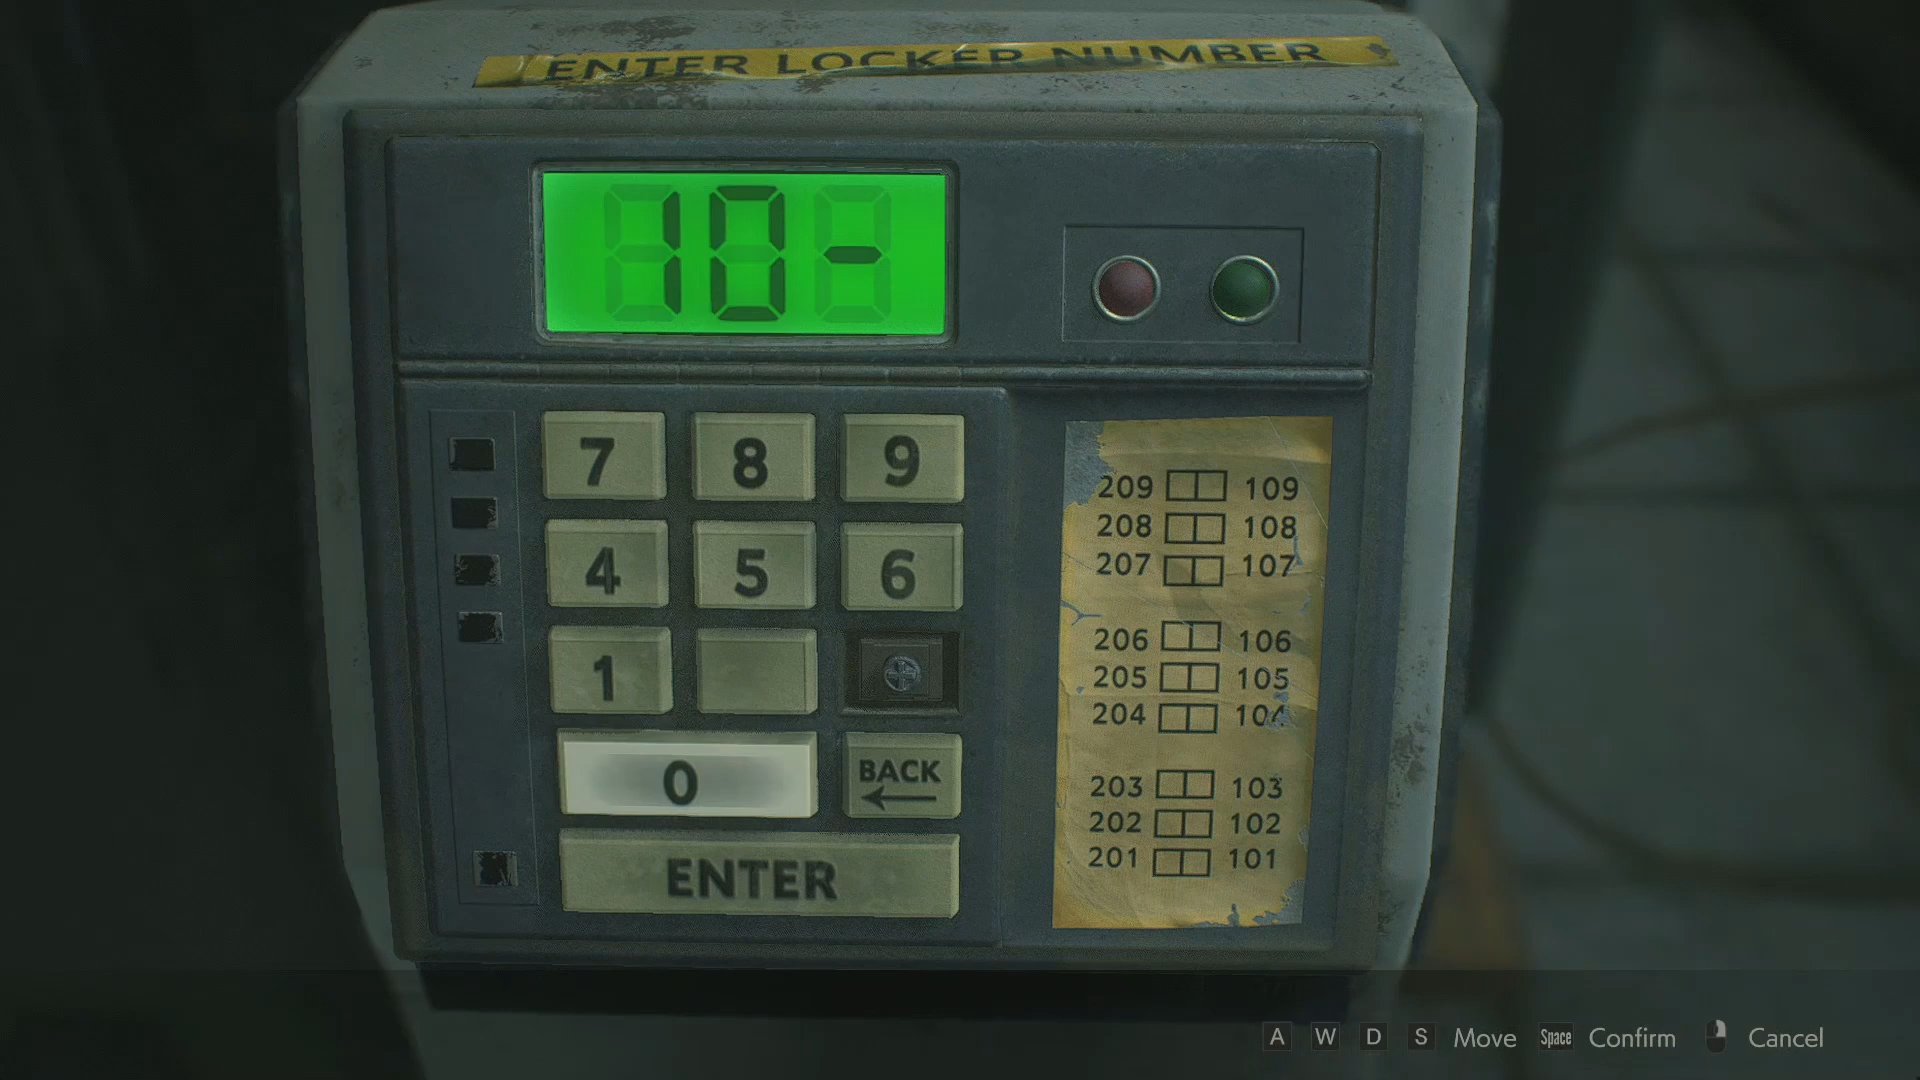 ENTER LOCKER NUMBER
10-
7 8 9
4 5 6
1
0 BACK
ENTER
209 109
208 108
207 107
206 106
205 105
204 104
203 103
202 102
201 101
A W D S Move Space Confirm Cancel